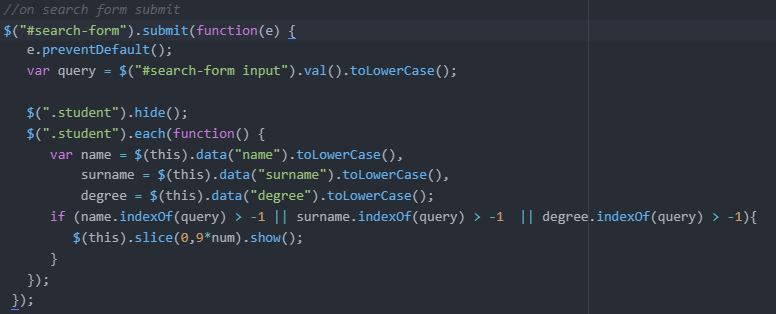 //on search form submit
$("#search-form").submit(function(e) {
e.preventDefault();
var query = $("#search-form input").val().toLowerCase();
$(".student").hide();
$(".student").each(function() {
var name = $(this).data("name").toLowerCase(),
surname = $(this).data("surname").toLowerCase(),
degree = $(this).data("degree").toLowerCase();
if (name.indexOf(query) > -1 || surname.indexOf(query) > -1  || degree.indexOf(query) > -1){
$(this).slice(0,9*num).show();
}
});
});